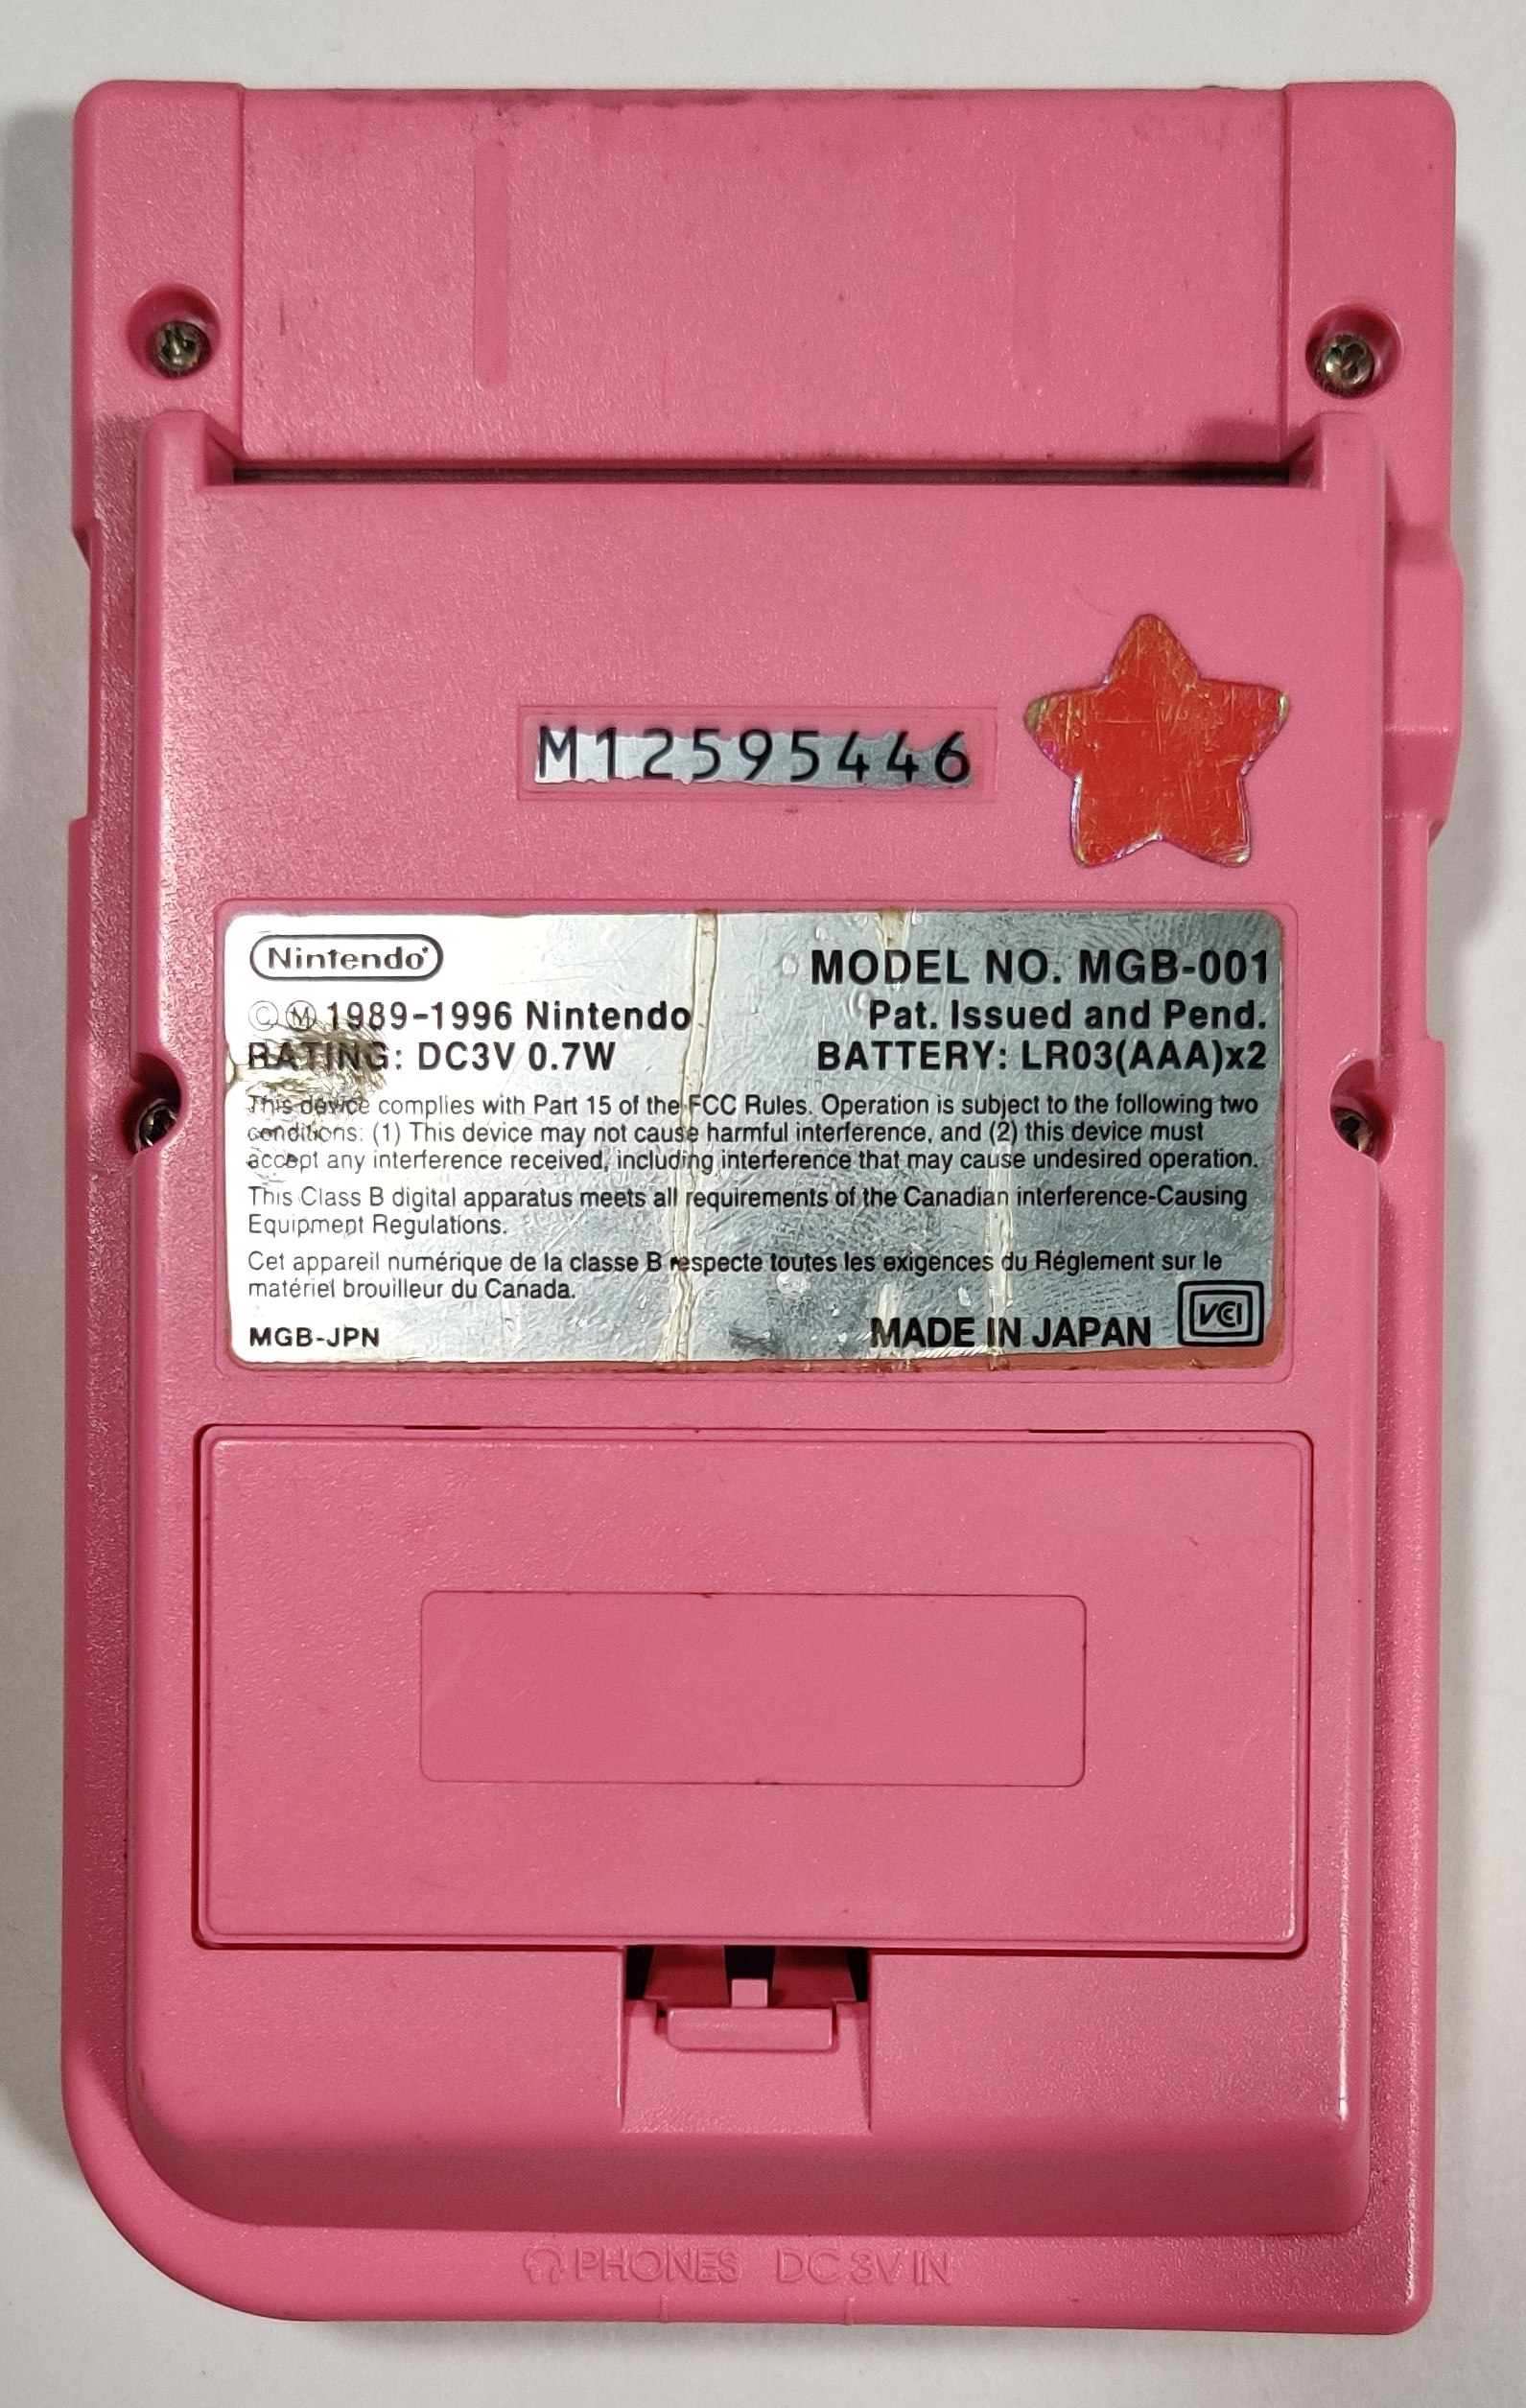 M12595446
Nintendo®
MODEL NO. MGB-001
©Ⓜ 1989-1996 Nintendo
Pat. Issued and Pend.
RATING: DC3V 0.7W
BATTERY: LR03(AAA)x2
This device complies with Part 15 of the FCC Rules. Operation is subject to the following two
conditions: (1) This device may not cause harmful interference, and (2) this device must
accept any interference received, including interference that may cause undesired operation.
This Class B digital apparatus meets all requirements of the Canadian interference-Causing
Equipment Regulations.
Cet appareil numérique de la classe B respecte toutes les exigences du Réglement sur le
matériel brouilleur du Canada.
MGB-JPN
MADE IN JAPAN
VCI
PHONES DC 3V IN